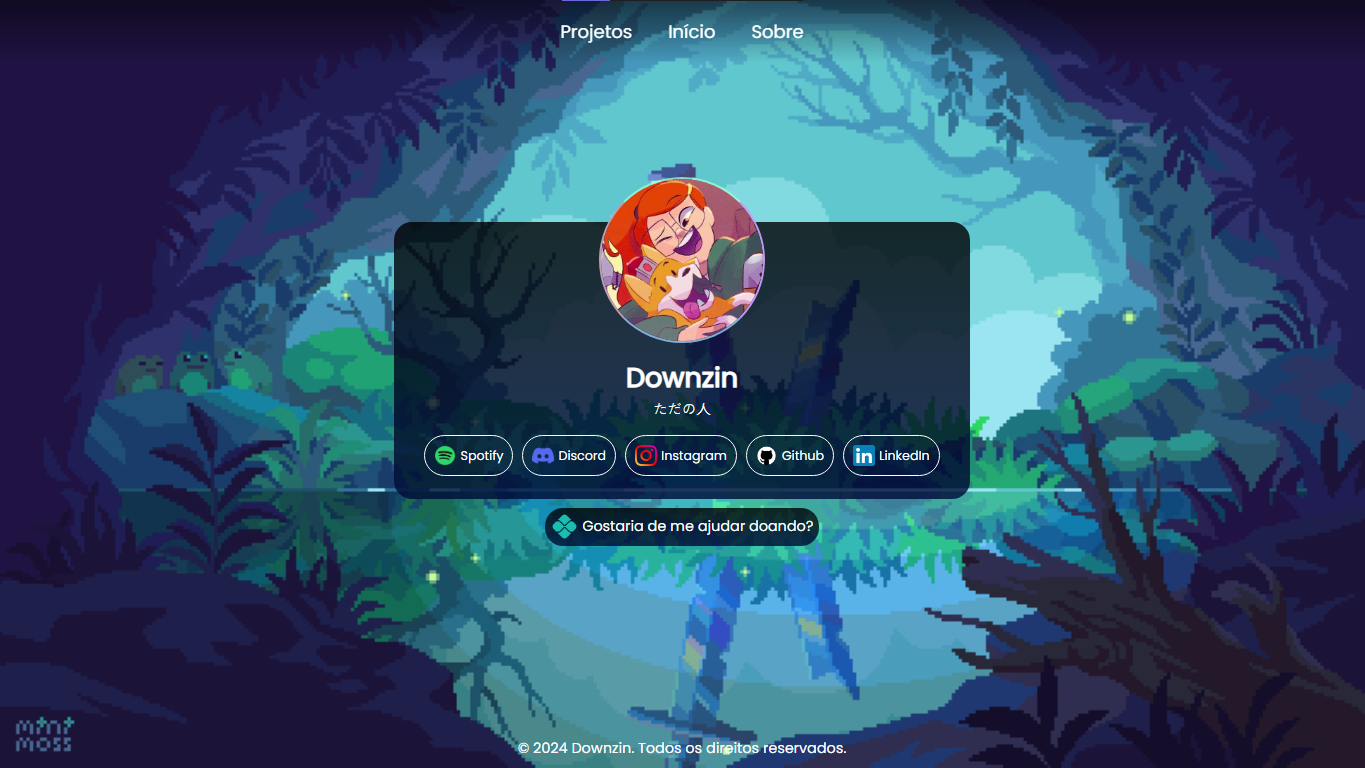 Projetos Início Sobre
Downzin
ただの人
Spotify Discord Instagram Github LinkedIn
Gostaria de me ajudar doando?
mini
moss
© 2024 Downzin. Todos os direitos reservados.